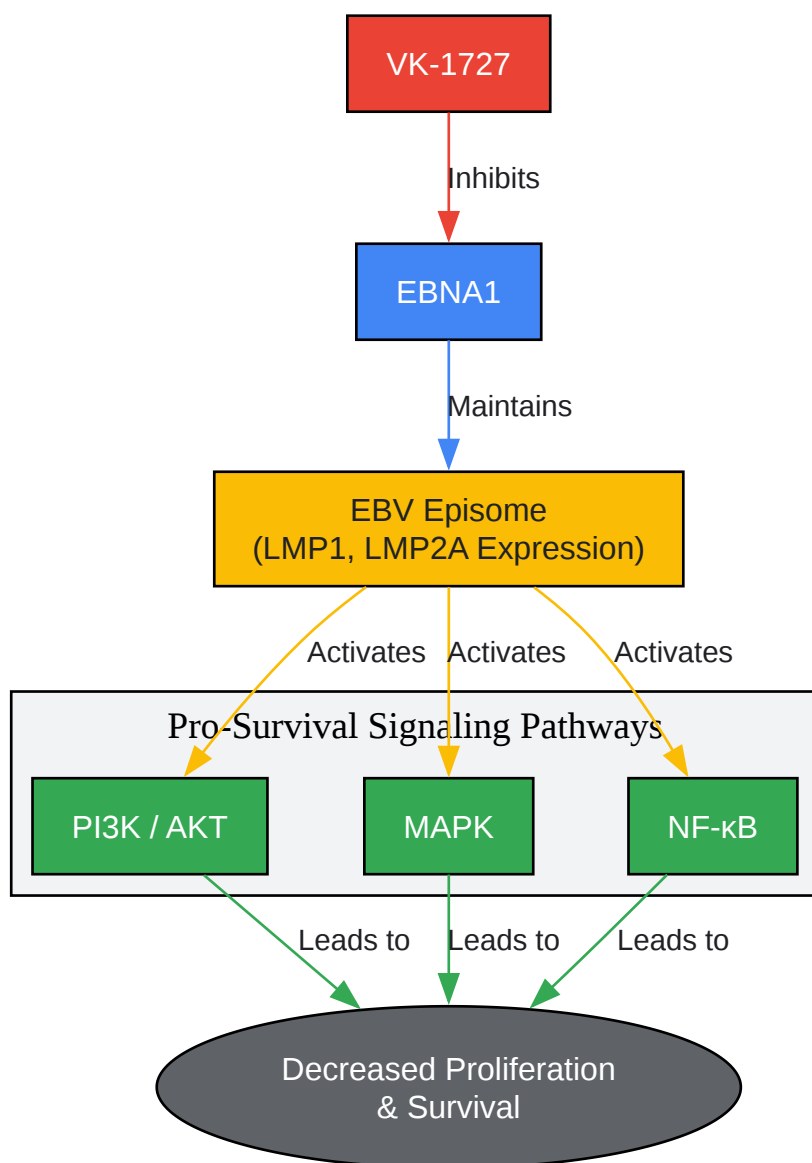 VK-1727
Inhibits
EBNA1
Maintains
EBV Episome
(LMP1, LMP2A Expression)
Activates
Activates
Activates
Pro-Survival Signaling Pathways
PI3K / AKT
MAPK
NF-κB
Leads to
Leads to
Leads to
Decreased Proliferation
& Survival